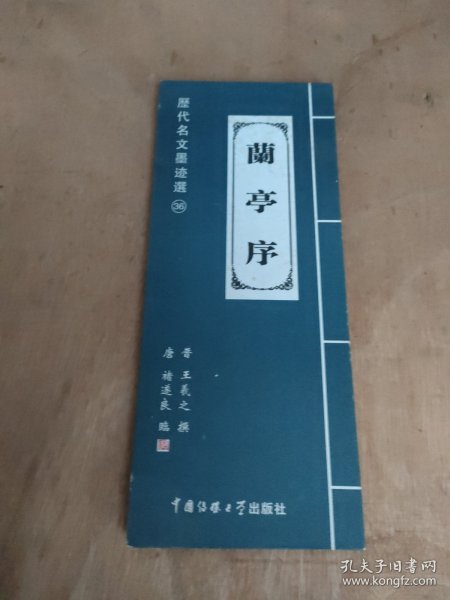 歷代名文墨迹選 36
蘭亭序
晋 王羲之 撰
唐 褚遂良 臨
中国传媒大学出版社
孔夫子旧书网
www.kongfz.com